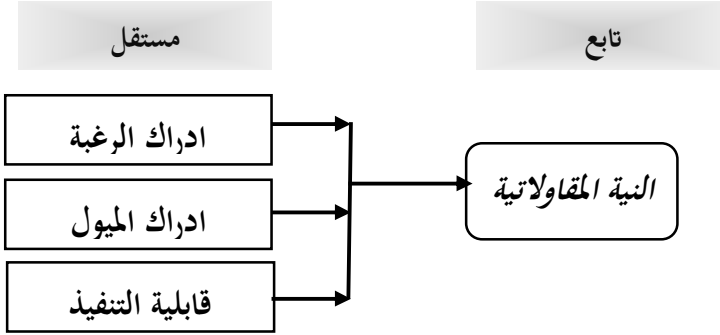 تابع
مستقل
ادراك الرغبة
ادراك الميول
قابلية التنفيذ
النية المقاولاتية